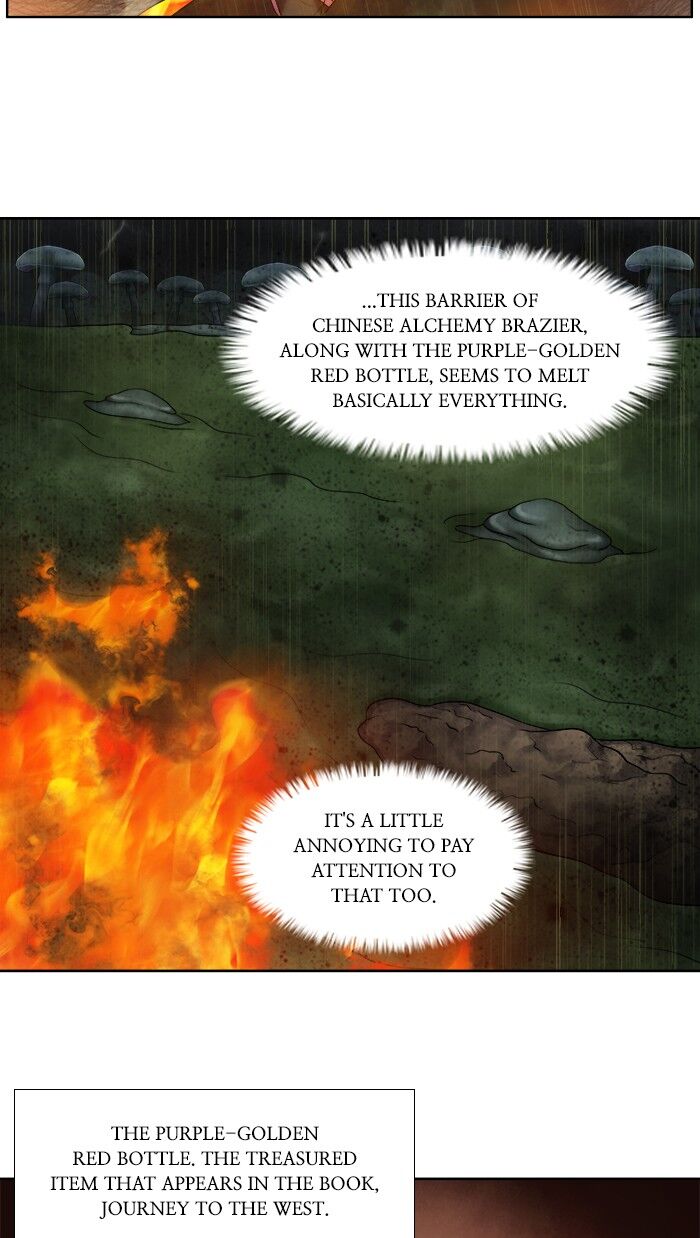 ...THIS BARRIER OF
CHINESE ALCHEMY BRAZIER,
ALONG WITH THE PURPLE-GOLDEN
RED BOTTLE, SEEMS TO MELT
BASICALLY EVERYTHING.
IT'S A LITTLE
ANNOYING TO PAY
ATTENTION TO
THAT TOO.
THE PURPLE-GOLDEN
RED BOTTLE. THE TREASURED
ITEM THAT APPEARS IN THE BOOK,
JOURNEY TO THE WEST.